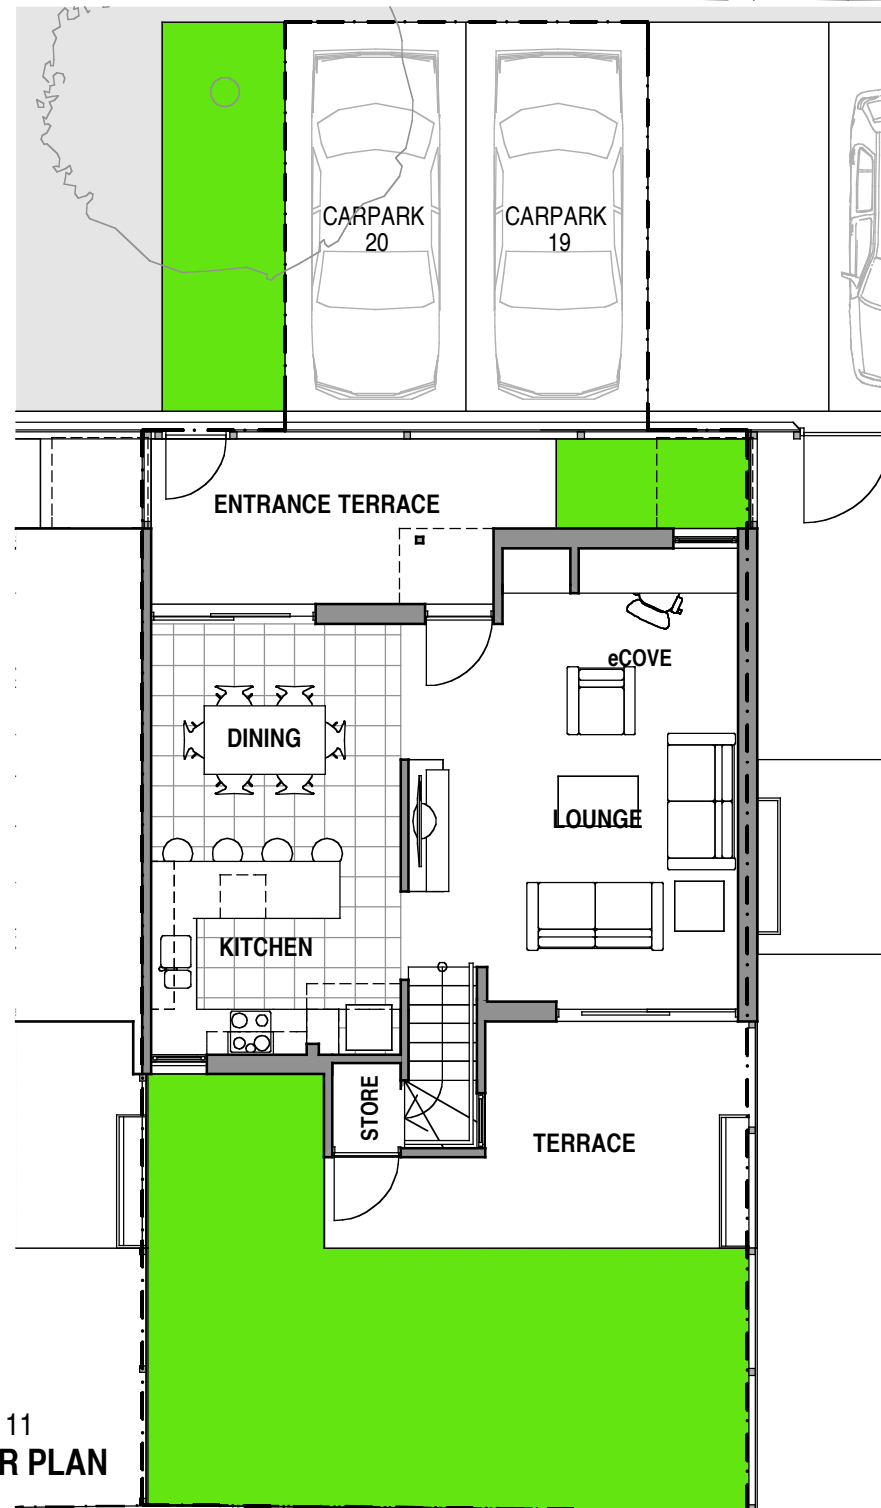 CARPARK
20
CARPARK
19
ENTRANCE TERRACE
eCOVE
DINING
LOUNGE
KITCHEN
STORE
TERRACE
11
R PLAN